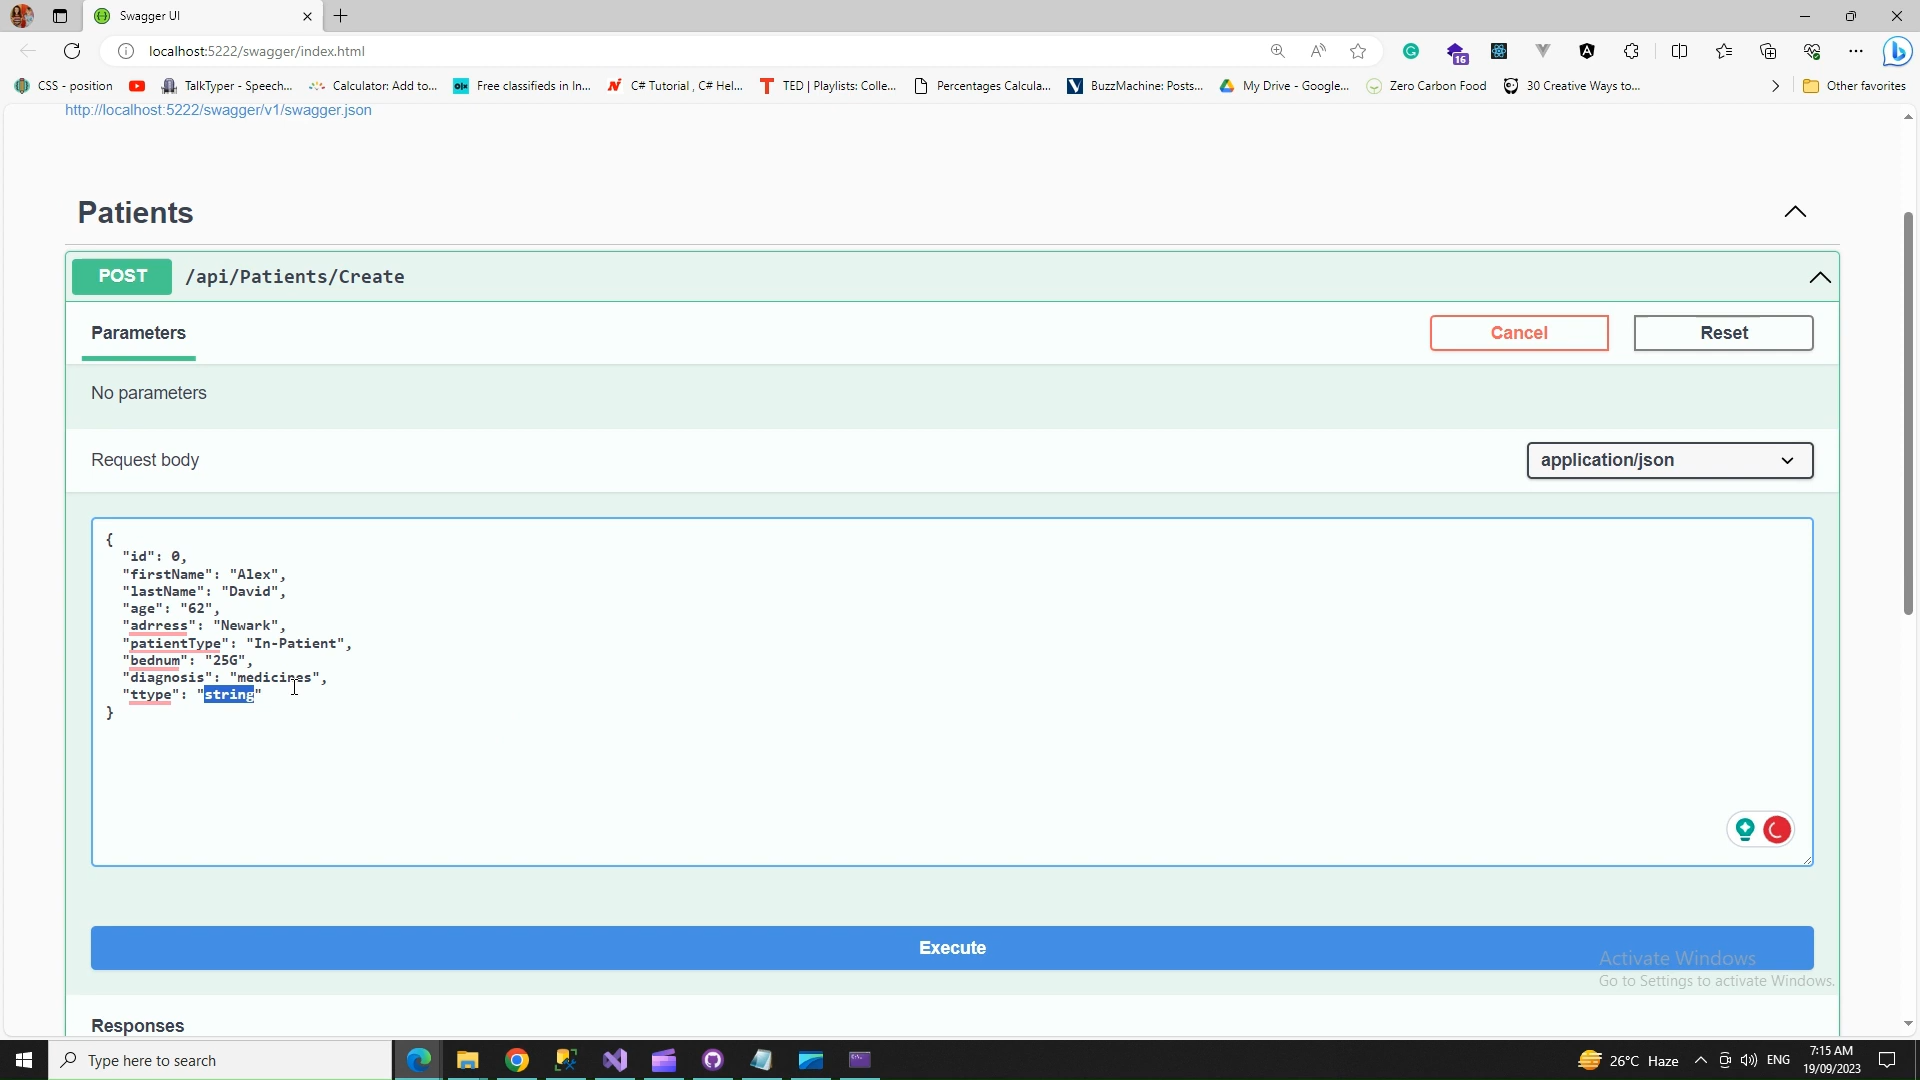 Swagger UI
localhost:5222/swagger/index.html
16
CSS - position
TalkTyper - Speech...
Calculator: Add to...
Free classifieds in In...
C# Tutorial , C# Hel...
TED | Playlists: Colle...
Percentages Calcula...
BuzzMachine: Posts...
My Drive - Google...
Zero Carbon Food
30 Creative Ways to...
Other favorites
http://localhost:5222/swagger/v1/swagger.json
Patients
POST /api/Patients/Create
Parameters
Cancel
Reset
No parameters
Request body
application/json
{
"id": 0,
"firstName": "Alex",
"lastName": "David",
"age": "62",
"adrress": "Newark",
"patientType": "In-Patient",
"bednum": "25G",
"diagnosis": "medicines",
"ttype": "string"
}
Execute
Activate Windows
Go to Settings to activate Windows.
Responses
Type here to search
26°C Haze
ENG
7:15 AM
19/09/2023